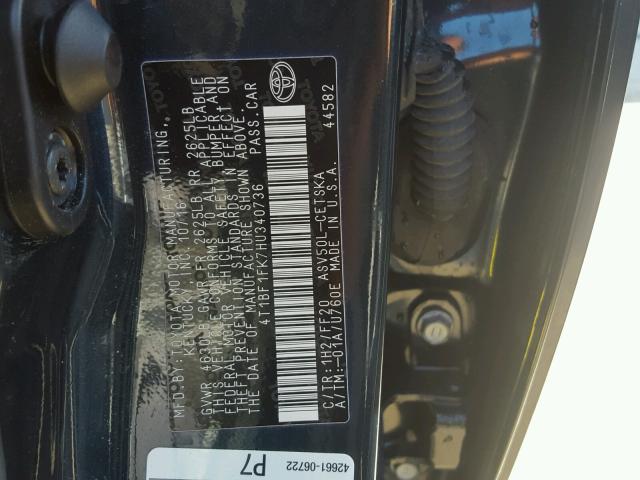 MFD.BY:TOYOTA MOTOR MANUFACTURING,
KENTUCKY, INC. 10/16
GVWR 4630LB GAWR FR 2625LB RR 2625LB
THIS VEHICLE CONFORMS TO ALL APPLICABLE
FEDERAL MOTOR VEHICLE SAFETY, BUMPER, AND
THEFT PREVENTION STANDARDS IN EFFECT ON
THE DATE OF MANUFACTURE SHOWN ABOVE.
4T1BF1FK7HU340736 PASS.CAR
C/TR:1H2/FF20 ASV50L-CETSKA
A/TM:-01A/U760E MADE IN U.S.A.
44582
TOYOTA
42661-06722
P7